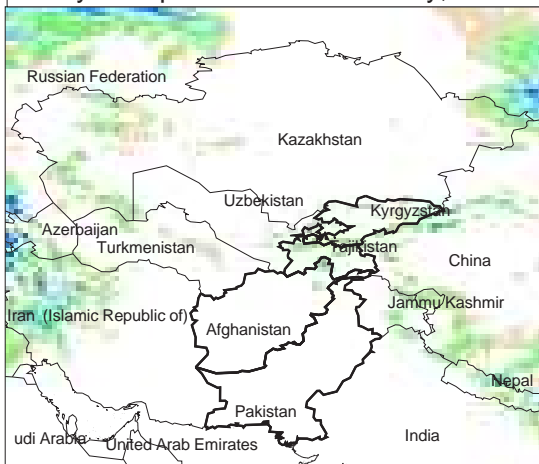 Russian Federation
Kazakhstan
Uzbekistan
Kyrgyzstan
Azerbaijan
Turkmenistan
Tajikistan
China
Jammu Kashmir
Iran (Islamic Republic of)
Afghanistan
Nepal
Pakistan
udi Arabia
United Arab Emirates
India